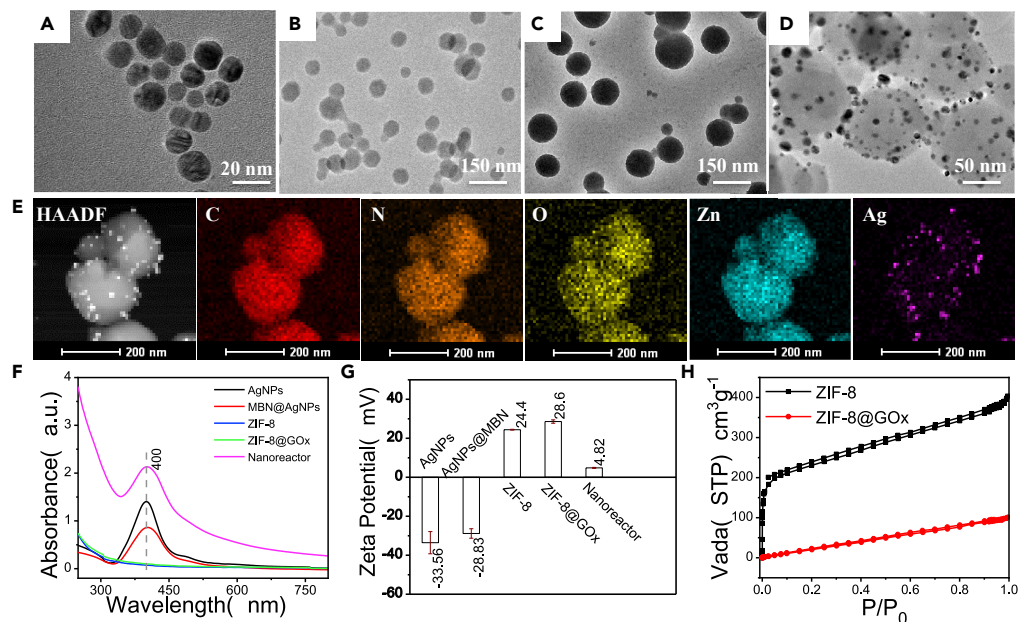 A
B
C
D
20 nm
150 nm
150 nm
50 nm
E
HAADF
C
N
O
Zn
Ag
200 nm
200 nm
200 nm
200 nm
200 nm
200 nm
F
Absorbance( a.u.)
4
3
2
1
0
AgNPs
MBN@AgNPs
ZIF-8
ZIF-8@GOx
Nanoreactor
400
300
450
600
750
Wavelength( nm)
G
Zeta Potential( mV)
60
40
20
0
-20
-40
-60
AgNPs
AgNPs@MBN
24.4
28.6
4.82
ZIF-8
ZIF-8@GOx
Nanoreactor
-33.56
-28.83
H
Vada( STP) cm³g⁻¹
400
300
200
100
0
ZIF-8
ZIF-8@GOx
0.0
0.2
0.4
0.6
0.8
1.0
P/P₀